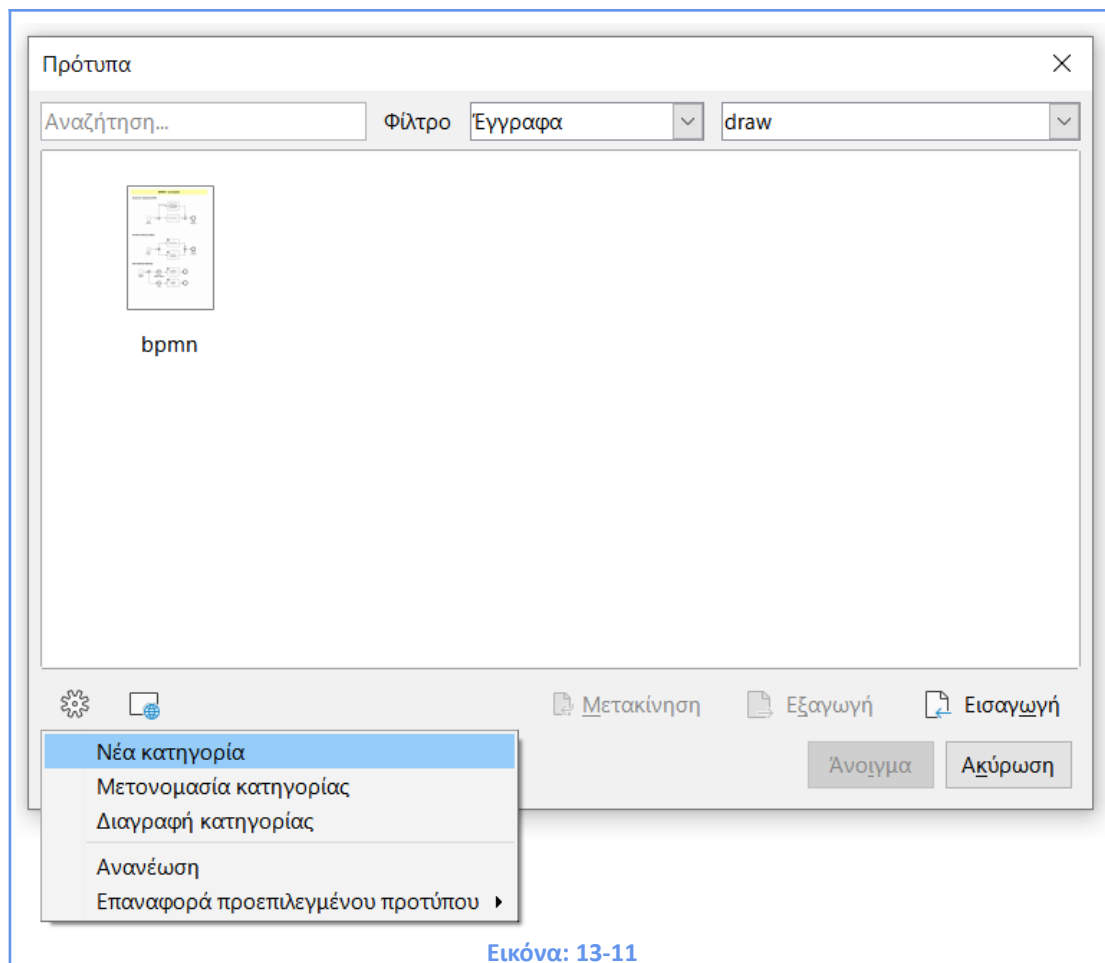 Πρότυπα
Αναζήτηση... Φίλτρο Έγγραφα draw
bpmn
Μετακίνηση Εξαγωγή Εισαγωγή
Νέα κατηγορία
Άνοιγμα Ακύρωση
Μετονομασία κατηγορίας
Διαγραφή κατηγορίας
Ανανέωση
Επαναφορά προεπιλεγμένου προτύπου
Εικόνα: 13-11